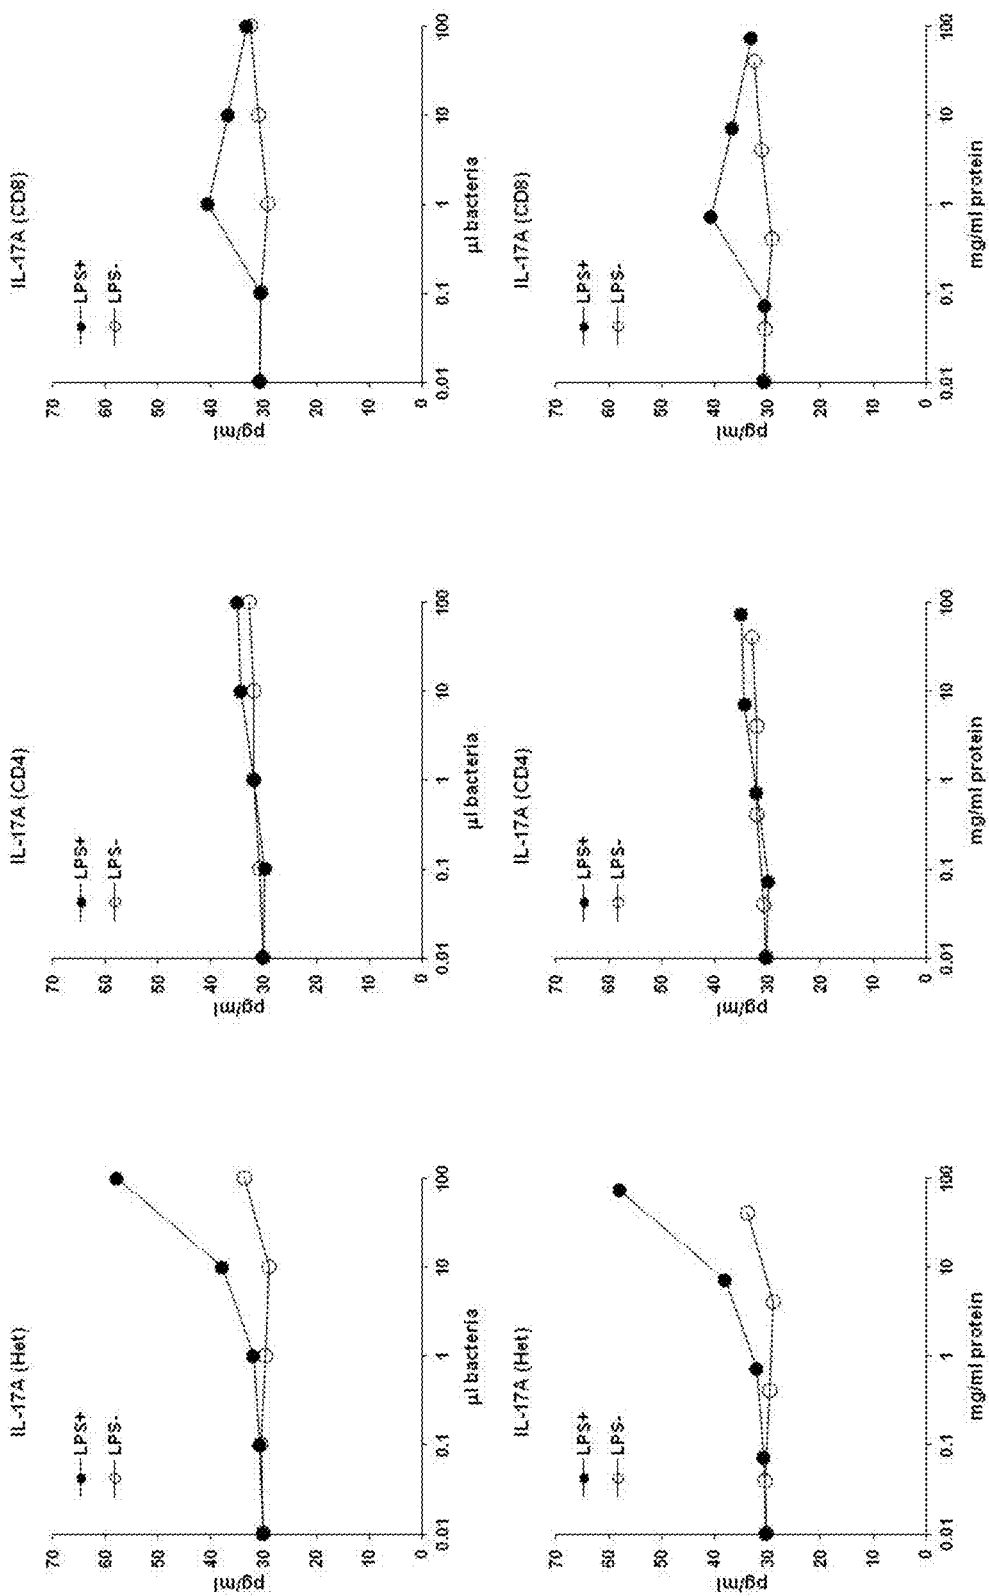 IL-17A (Het)
LPS+
LPS-
70
60
50
40
30
20
10
0
pg/ml
0.01 0.1 1 10 100
µl bacteria
IL-17A (CD4)
LPS+
LPS-
70
60
50
40
30
20
10
0
pg/ml
0.01 0.1 1 10 100
µl bacteria
IL-17A (CD8)
LPS+
LPS-
70
60
50
40
30
20
10
0
pg/ml
0.01 0.1 1 10 100
µl bacteria
IL-17A (Het)
LPS+
LPS-
70
60
50
40
30
20
10
0
pg/ml
0.01 0.1 1 10 100
mg/ml protein
IL-17A (CD4)
LPS+
LPS-
70
60
50
40
30
20
10
0
pg/ml
0.01 0.1 1 10 100
mg/ml protein
IL-17A (CD8)
LPS+
LPS-
70
60
50
40
30
20
10
0
pg/ml
0.01 0.1 1 10 100
mg/ml protein